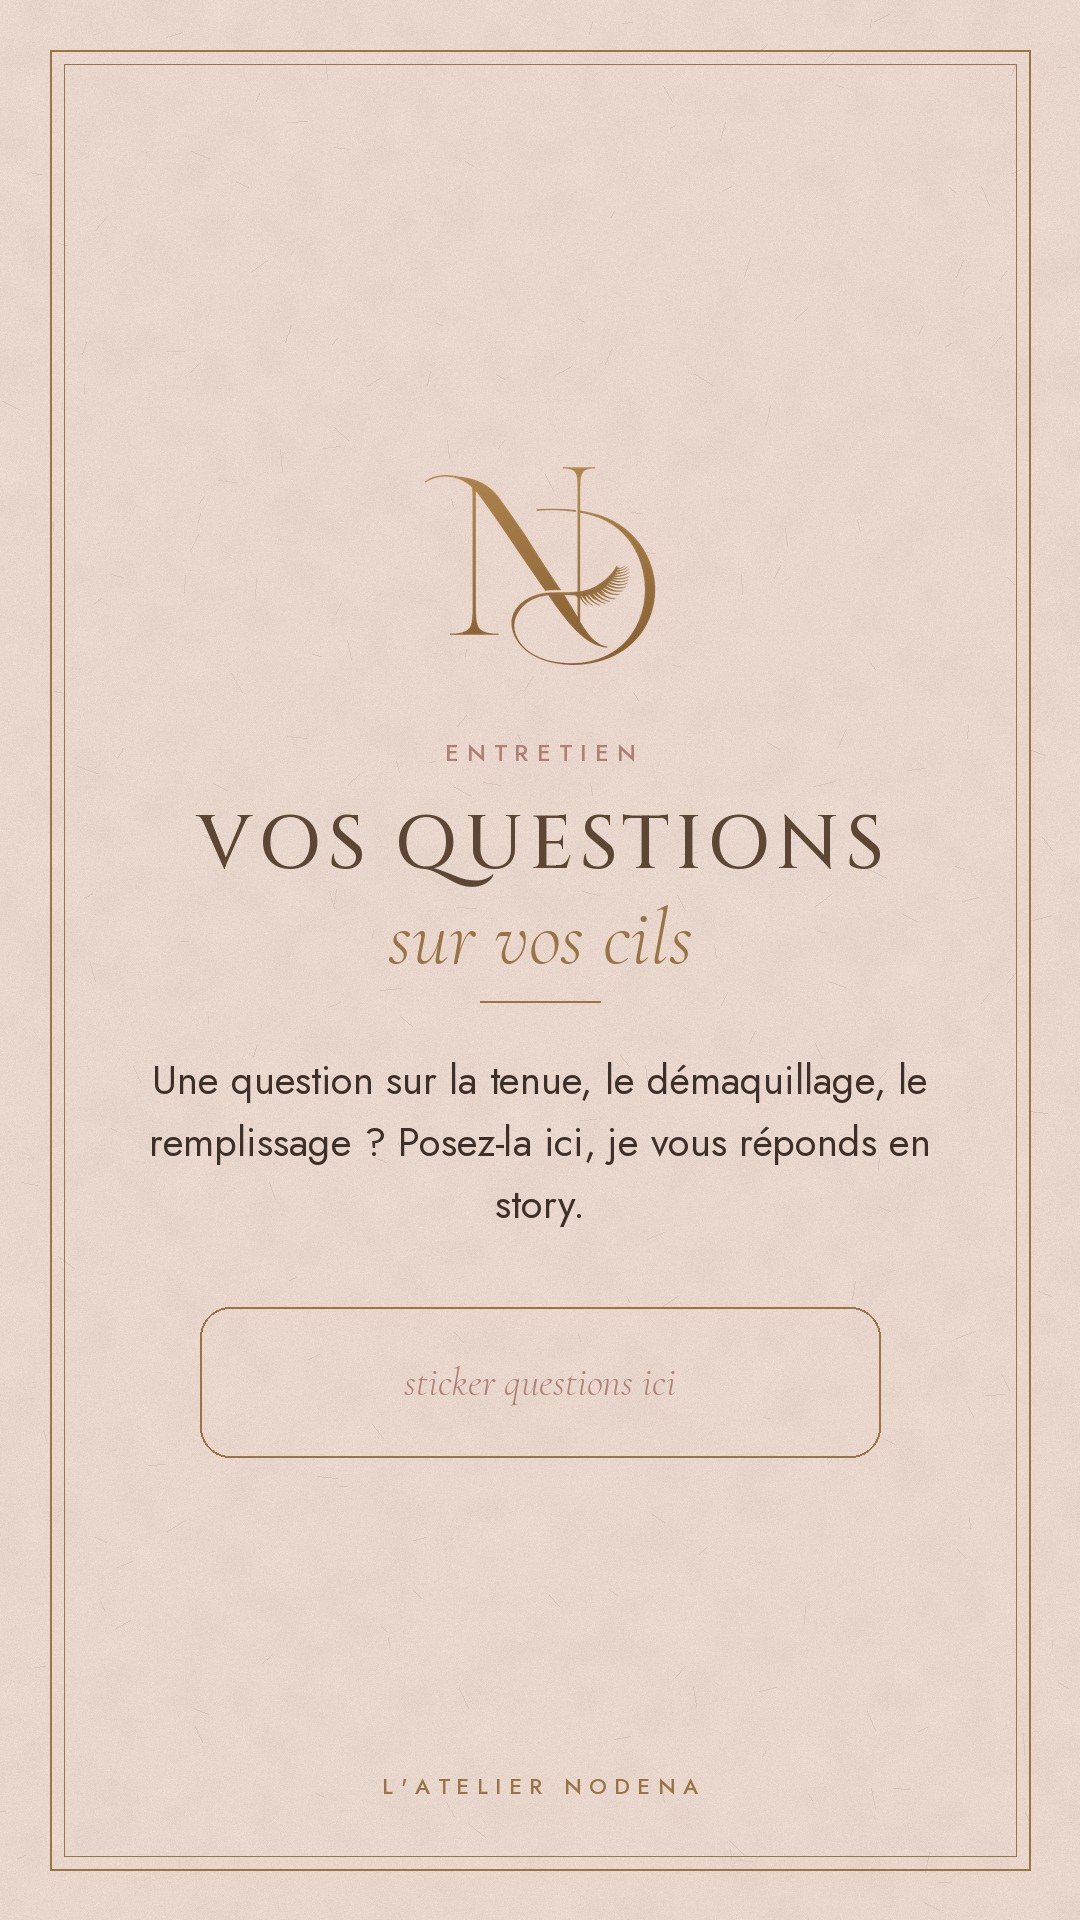 ND
ENTRETIEN
VOS QUESTIONS
sur vos cils
Une question sur la tenue, le démaquillage, le
remplissage ? Posez-la ici, je vous réponds en
story.
sticker questions ici
L'ATELIER NODENA